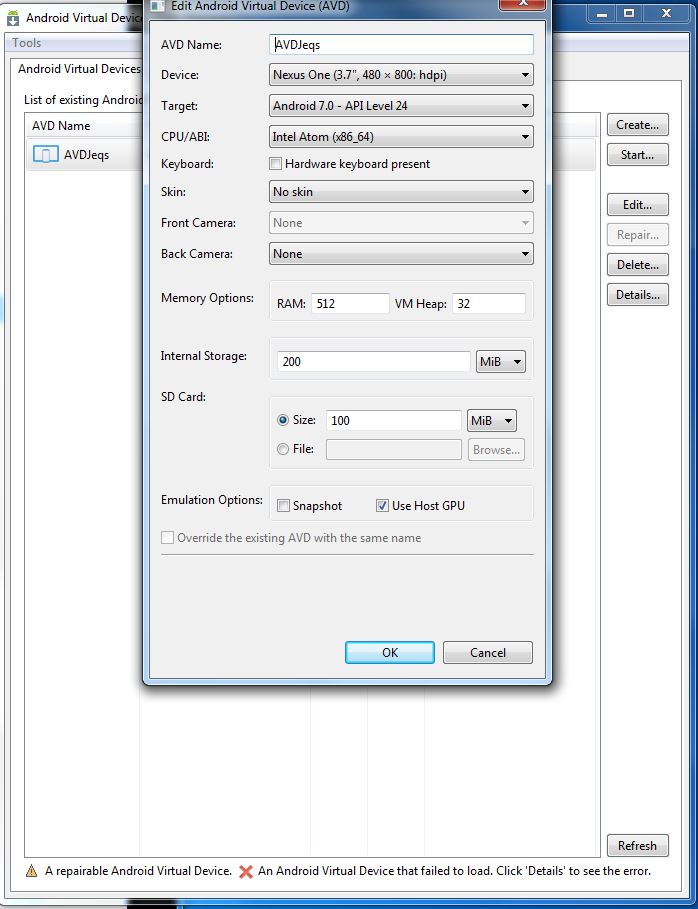 Edit Android Virtual Device (AVD)
Android Virtual Devic
Tools
Android Virtual Devices
List of existing Android
AVD Name
AVDJeqs
AVD Name: AVDJeqs
Device: Nexus One (3.7", 480 × 800: hdpi)
Target: Android 7.0 - API Level 24
CPU/ABI: Intel Atom (x86_64)
Keyboard: Hardware keyboard present
Skin: No skin
Front Camera: None
Back Camera: None
Memory Options: RAM: 512 VM Heap: 32
Internal Storage: 200 MiB
SD Card:
Size: 100 MiB
File: Browse...
Emulation Options: Snapshot Use Host GPU
Override the existing AVD with the same name
OK Cancel
Create...
Start...
Edit...
Repair...
Delete...
Details...
Refresh
A repairable Android Virtual Device. An Android Virtual Device that failed to load. Click 'Details' to see the error.